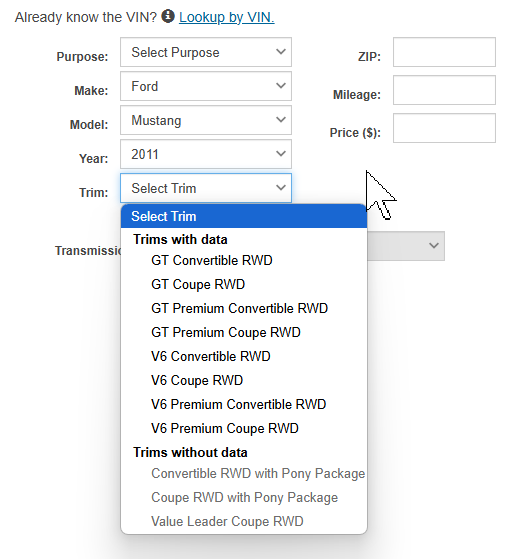 Already know the VIN? Lookup by VIN.
Purpose: Select Purpose ZIP:
Make: Ford Mileage:
Model: Mustang Price ($):
Year: 2011
Trim: Select Trim
Select Trim
Trims with data
Transmissi
GT Convertible RWD
GT Coupe RWD
GT Premium Convertible RWD
GT Premium Coupe RWD
V6 Convertible RWD
V6 Coupe RWD
V6 Premium Convertible RWD
V6 Premium Coupe RWD
Trims without data
Convertible RWD with Pony Package
Coupe RWD with Pony Package
Value Leader Coupe RWD